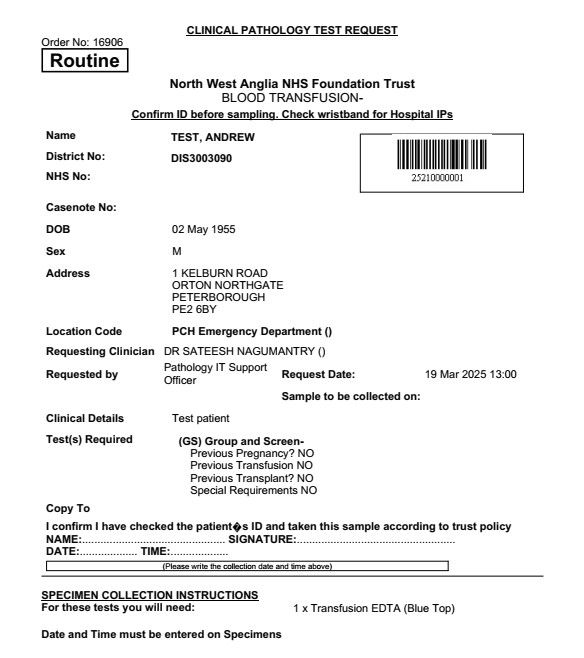 CLINICAL PATHOLOGY TEST REQUEST
Order No: 16906
Routine
North West Anglia NHS Foundation Trust
BLOOD TRANSFUSION-
Confirm ID before sampling. Check wristband for Hospital IPs
Name TEST, ANDREW
District No: DIS3003090
25210000001
NHS No:
Casenote No:
DOB 02 May 1955
Sex M
Address 1 KELBURN ROAD
ORTON NORTHGATE
PETERBOROUGH
PE2 6BY
Location Code PCH Emergency Department ()
Requesting Clinician DR SATEESH NAGUMANTRY ()
Requested by Pathology IT Support Officer Request Date: 19 Mar 2025 13:00
Sample to be collected on:
Clinical Details Test patient
Test(s) Required (GS) Group and Screen-
Previous Pregnancy? NO
Previous Transfusion NO
Previous Transplant? NO
Special Requirements NO
Copy To
I confirm I have checked the patient�s ID and taken this sample according to trust policy
NAME:........................................... SIGNATURE:...............................................
DATE:.................. TIME:..................
(Please write the collection date and time above)
SPECIMEN COLLECTION INSTRUCTIONS
For these tests you will need: 1 x Transfusion EDTA (Blue Top)
Date and Time must be entered on Specimens